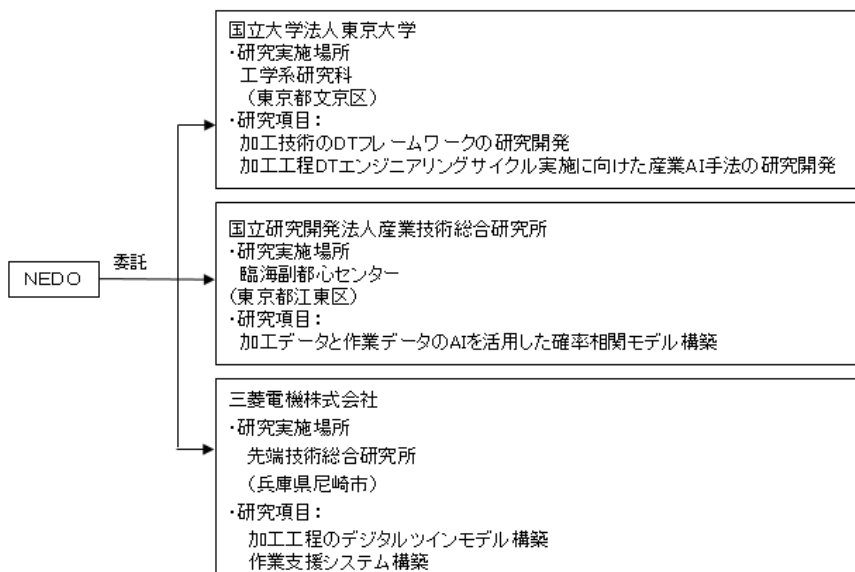 NEDO
委託
国立大学法人東京大学
・研究実施場所
工学系研究科
(東京都文京区)
・研究項目:
加工技術のDTフレームワークの研究開発
加工工程DTエンジニアリングサイクル実施に向けた産業AI手法の研究開発
国立研究開発法人産業技術総合研究所
・研究実施場所
臨海副都心センター
(東京都江東区)
・研究項目:
加工データと作業データのAIを活用した確率相関モデル構築
三菱電機株式会社
・研究実施場所
先端技術総合研究所
(兵庫県尼崎市)
・研究項目:
加工工程のデジタルツインモデル構築
作業支援システム構築